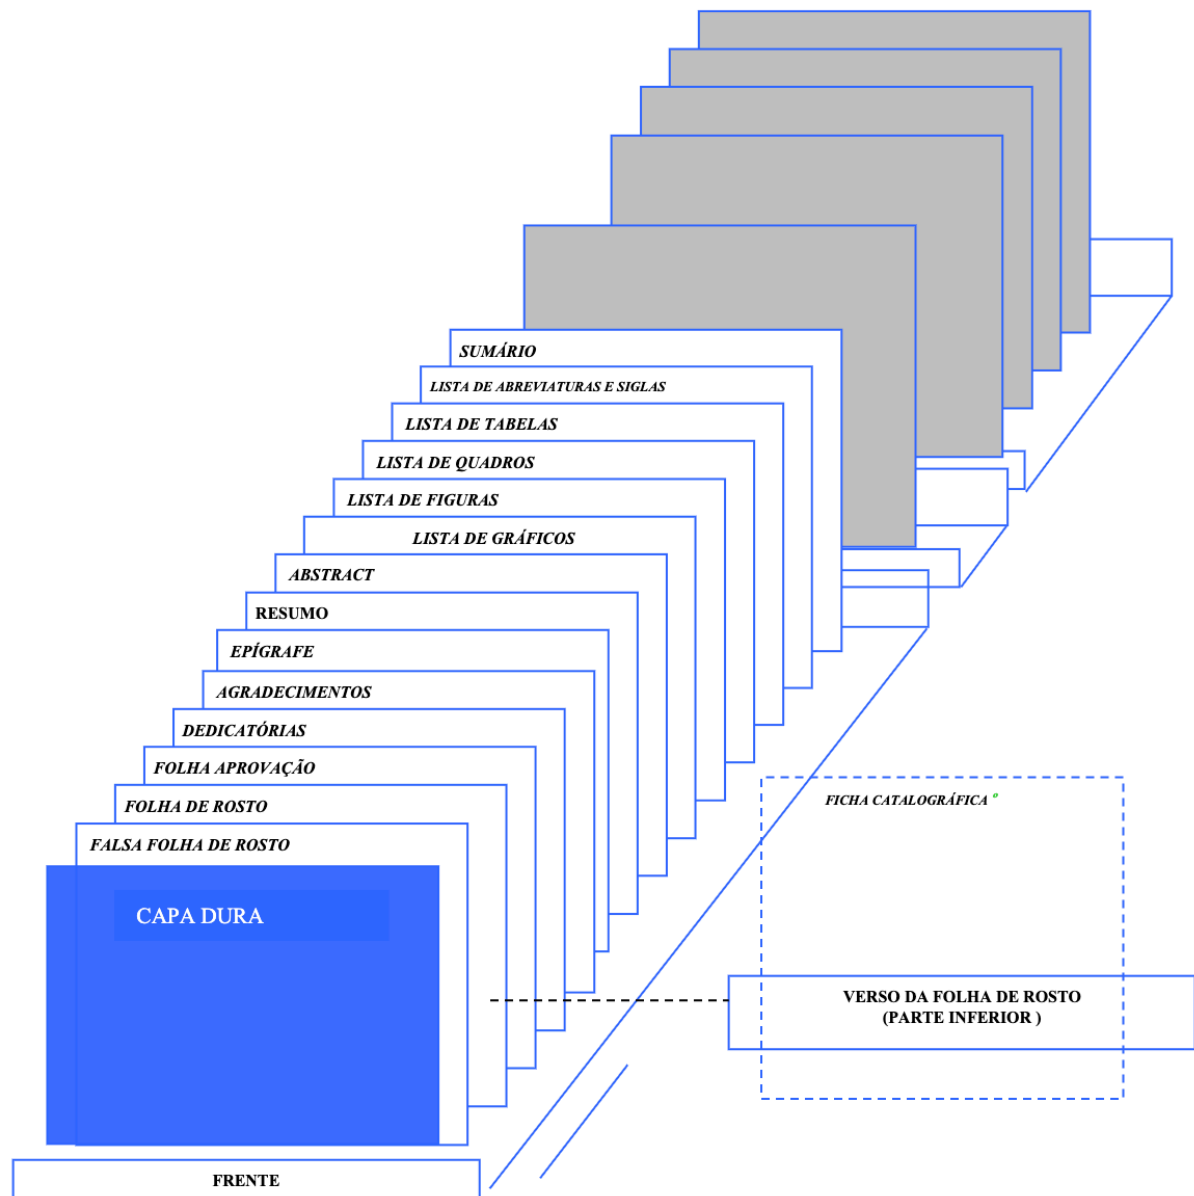 SUMÁRIO
LISTA DE ABREVIATURAS E SIGLAS
LISTA DE TABELAS
LISTA DE QUADROS
LISTA DE FIGURAS
LISTA DE GRÁFICOS
ABSTRACT
RESUMO
EPÍGRAFE
AGRADECIMENTOS
DEDICATÓRIAS
FOLHA APROVAÇÃO
FOLHA DE ROSTO
FALSA FOLHA DE ROSTO
CAPA DURA
FICHA CATALOGRÁFICA ª
VERSO DA FOLHA DE ROSTO
(PARTE INFERIOR )
FRENTE